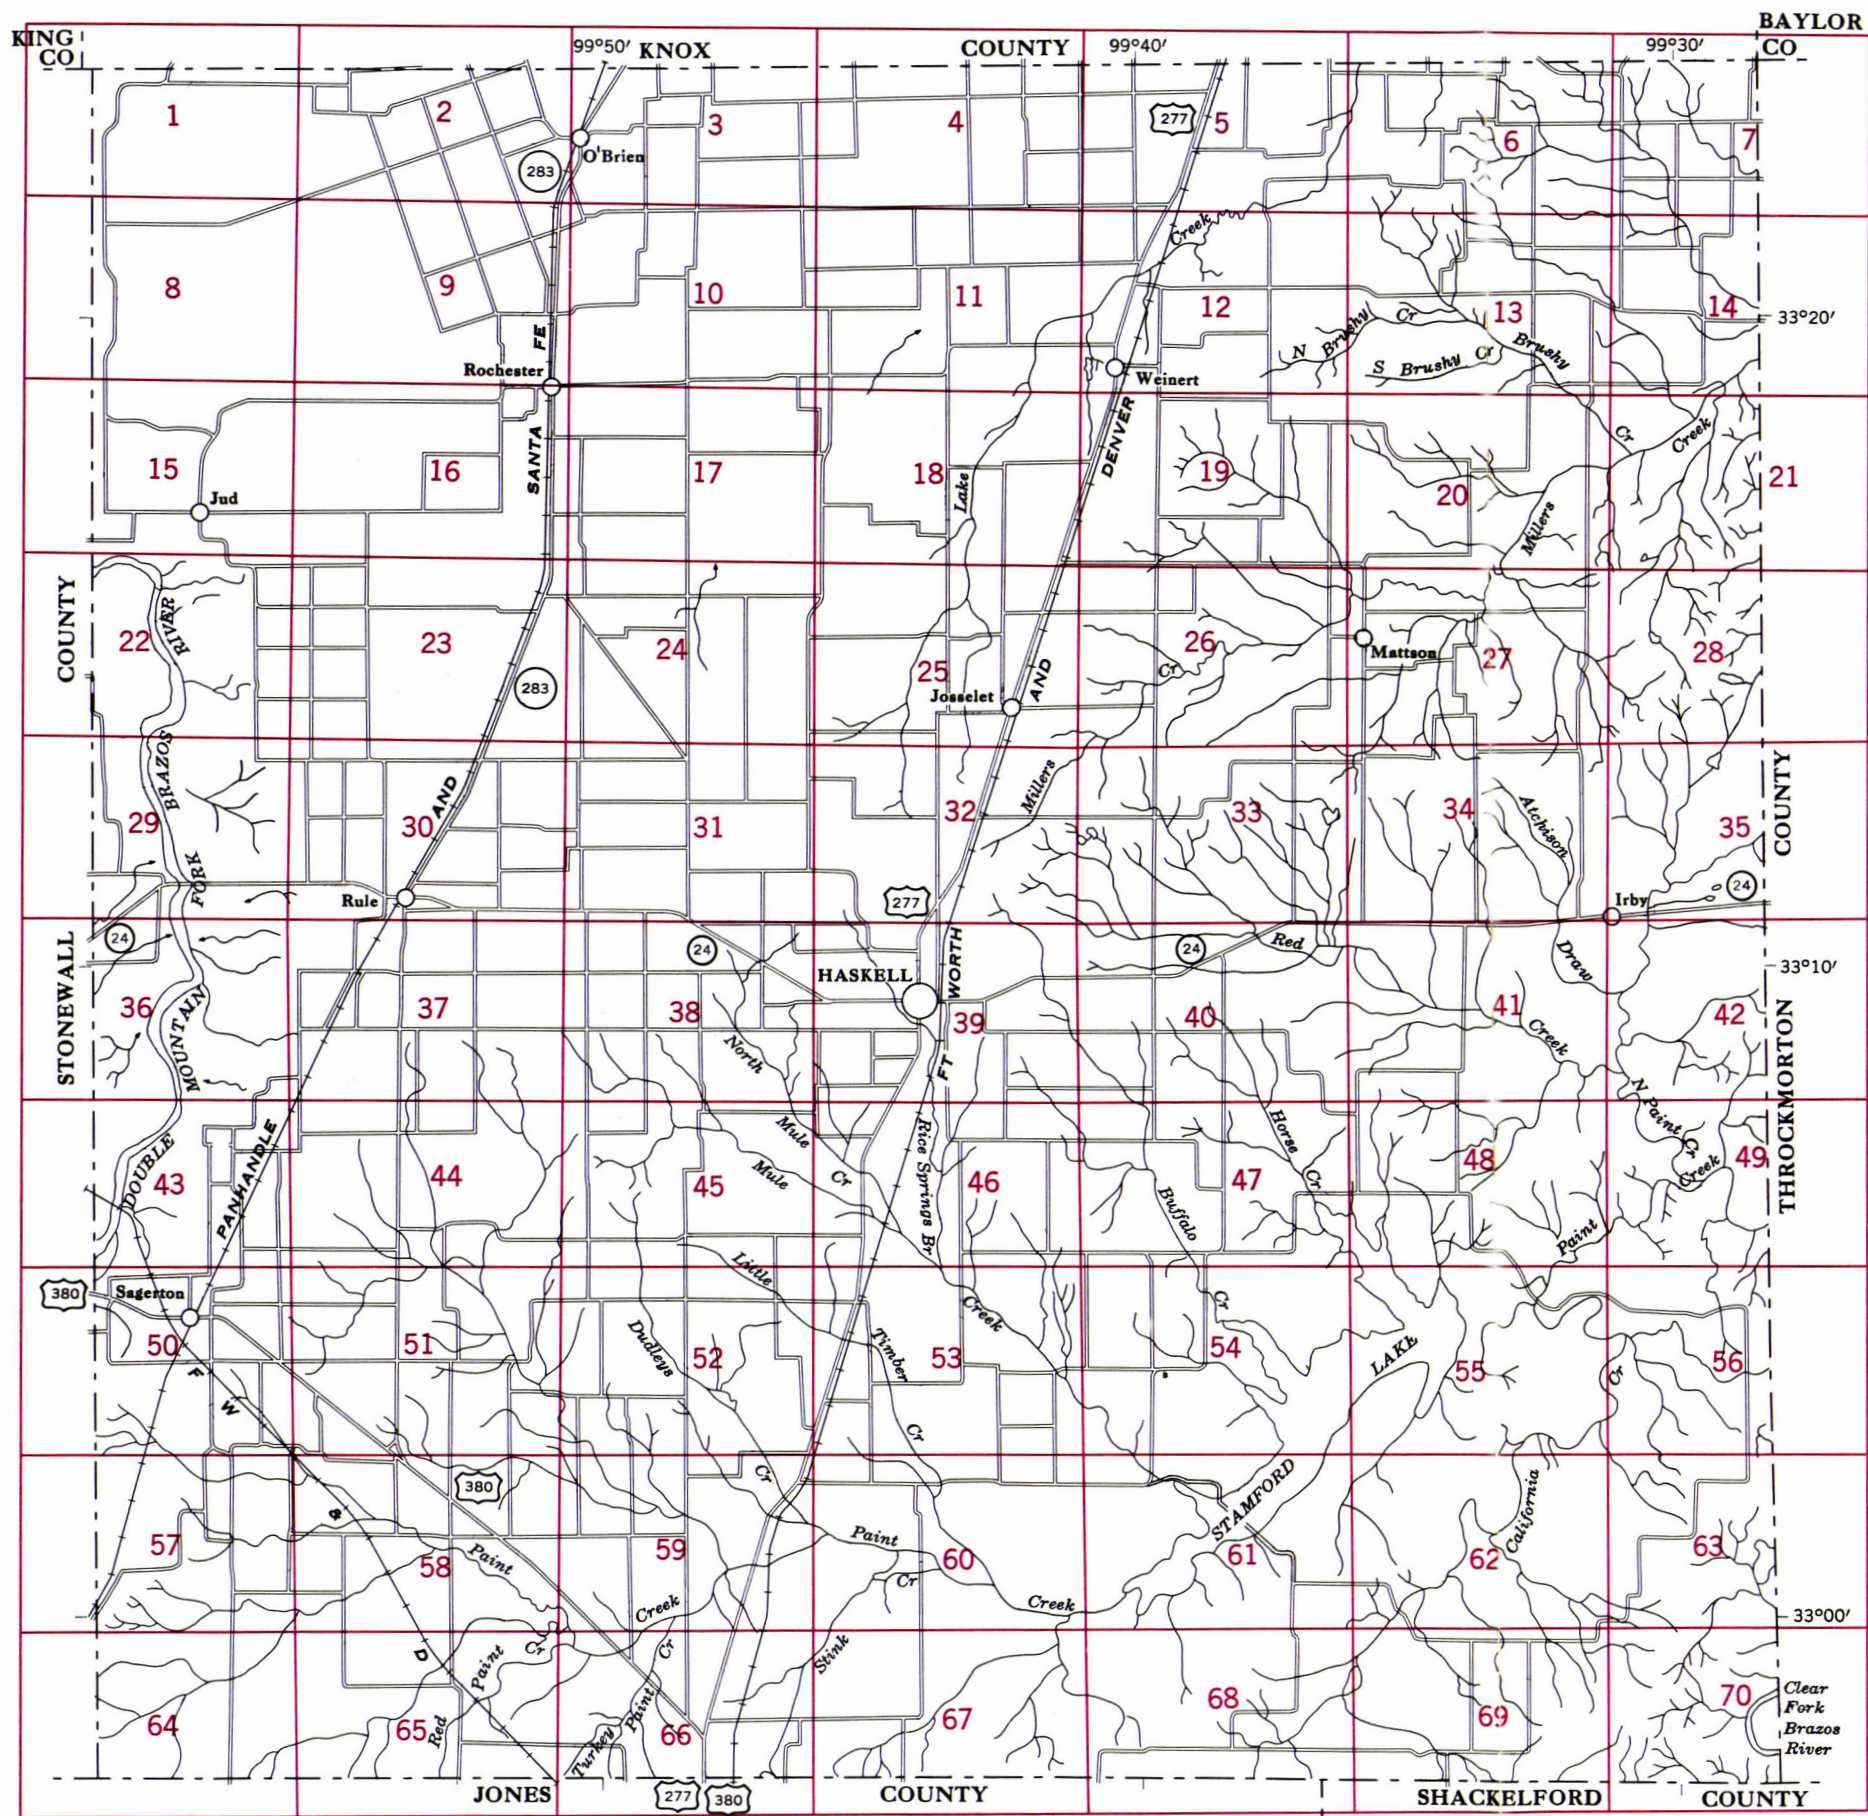 KING CO
99°50′ KNOX COUNTY 99°40′ 99°30′
BAYLOR CO
1 2 3 4 5 6 7
277
O'Brien
283
Creek
8 9 10 11 12 13 14
33°20′
N Brushy Cr
S Brushy Cr
Brushy Cr
Creek
FE
Rochester
Weinert
DENVER
15 16 17 18 19 20 21
SANTA
Jud
Lake
Millers
COUNTY
RIVER
22 23 24 25 26 27 28
283
Cr
Mattson
Josselet
AND
BRAZOS
AND
Millers
Atchison
COUNTY
29 30 31 32 33 34 35
FORK
Rule
277
Irby
24
24
24
24
Red
Draw
STONEWALL
HASKELL
WORTH
33°10′
36 37 38 39 40 41 42
MOUNTAIN
North
FT
Creek
N Paint Cr
THROCKMORTON
DOUBLE
PANHANDLE
Mule
Mule Cr
Rice Springs Br
Horse
Cr
Creek
43 44 45 46 47 48 49
Buffalo
Paint
380
Sagerton
Little
Creek
Cr
LAKE
50 51 52 53 54 55 56
Dudleys
Timber
Cr
F W
Cr
Cr
380
&
STAMFORD
California
57 58 59 60 61 62 63
Paint
Paint
Cr
Creek
Creek
33°00′
D
Paint
Cr
Cr
Stink
64 65 66 67 68 69 70
Red
Turkey
Paint
Clear
Fork
Brazos
River
JONES COUNTY SHACKELFORD COUNTY
277 380